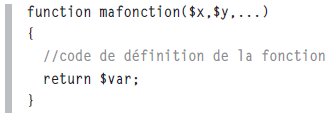 function mafonction($x,$y,...)
{
//code de définition de la fonction
return $var;
}